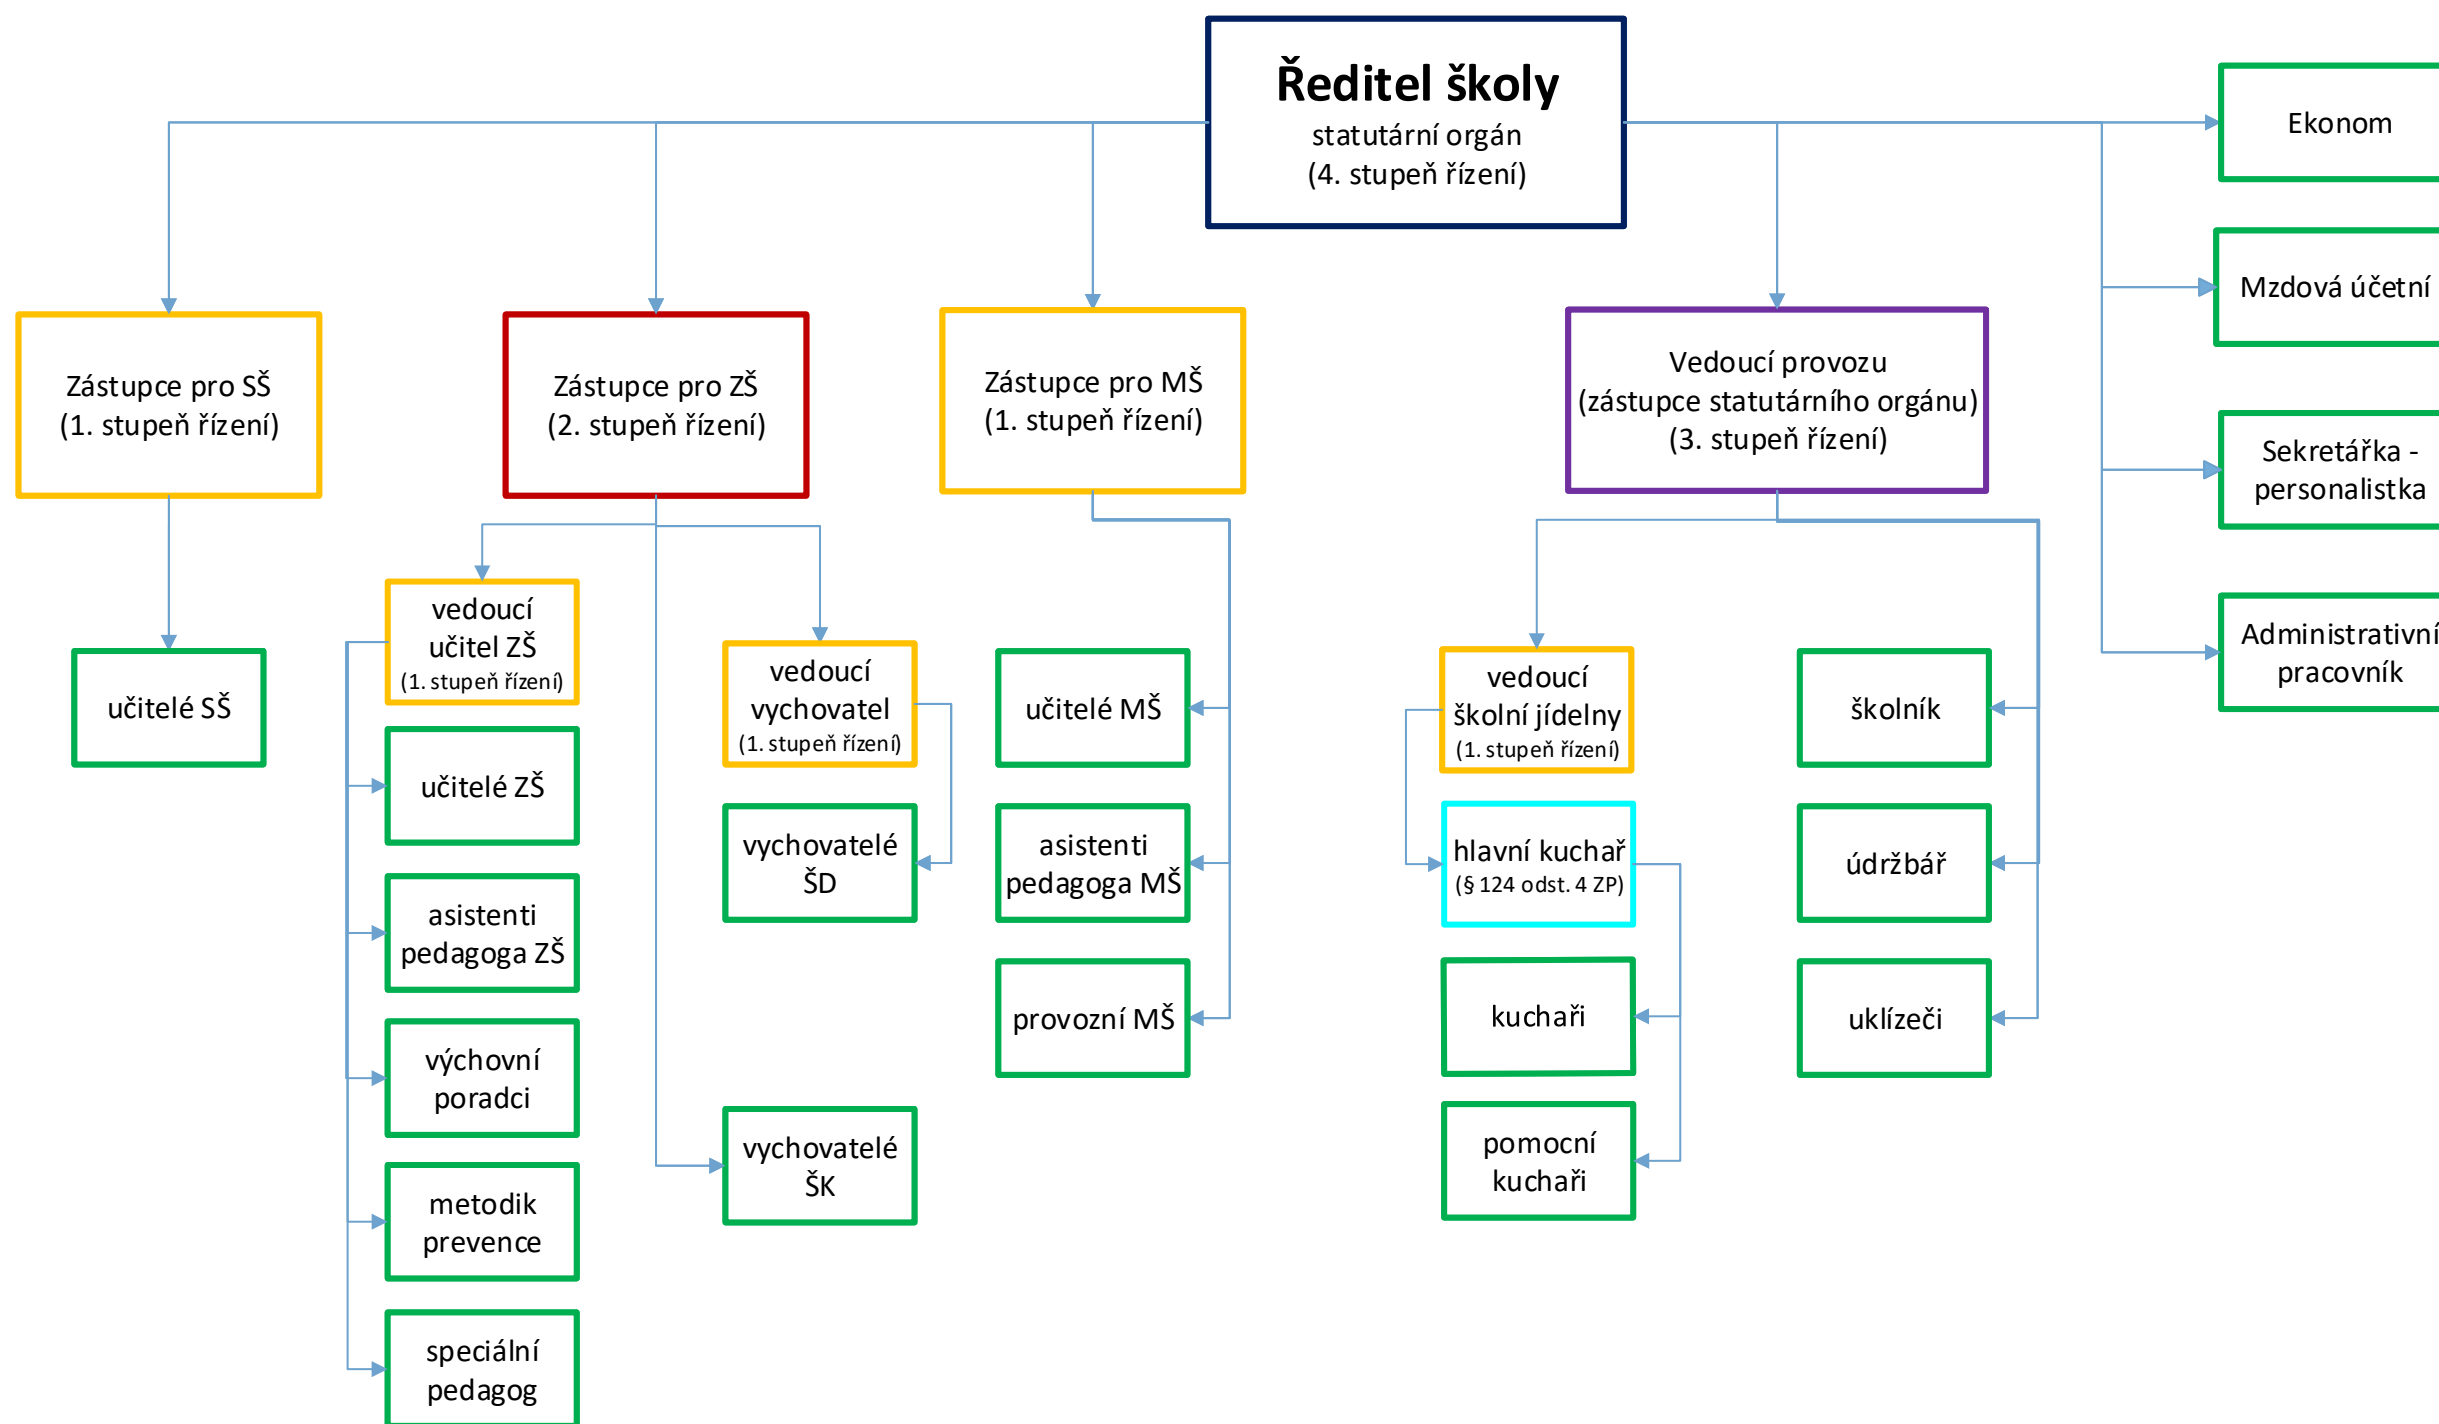 Ředitel školy
statutární orgán
(4. stupeň řízení)
Ekonom
Mzdová účetní
Sekretářka -
personalistka
Administrativní
pracovník
Zástupce pro SŠ
(1. stupeň řízení)
Zástupce pro ZŠ
(2. stupeň řízení)
Zástupce pro MŠ
(1. stupeň řízení)
Vedoucí provozu
(zástupce statutárního orgánu)
(3. stupeň řízení)
učitelé SŠ
vedoucí
učitel ZŠ
(1. stupeň řízení)
učitelé ZŠ
asistenti
pedagoga ZŠ
výchovní
poradci
metodik
prevence
speciální
pedagog
vedoucí
vychovatel
(1. stupeň řízení)
vychovatelé
ŠD
vychovatelé
ŠK
učitelé MŠ
asistenti
pedagoga MŠ
provozní MŠ
vedoucí
školní jídelny
(1. stupeň řízení)
hlavní kuchař
(§ 124 odst. 4 ZP)
kuchaři
pomocní
kuchaři
školník
údržbář
uklízeči